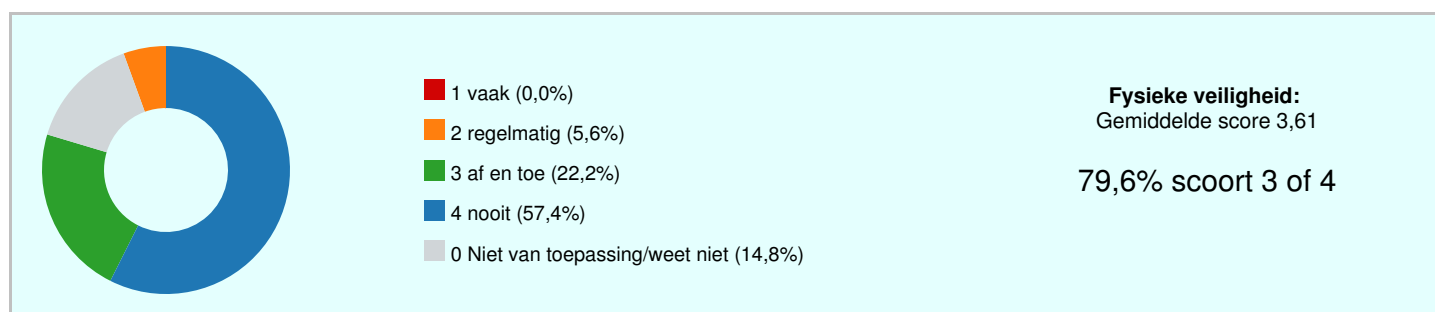 1 vaak (0,0%)
2 regelmatig (5,6%)
3 af en toe (22,2%)
4 nooit (57,4%)
0 Niet van toepassing/weet niet (14,8%)
Fysieke veiligheid:
Gemiddelde score 3,61
79,6% scoort 3 of 4